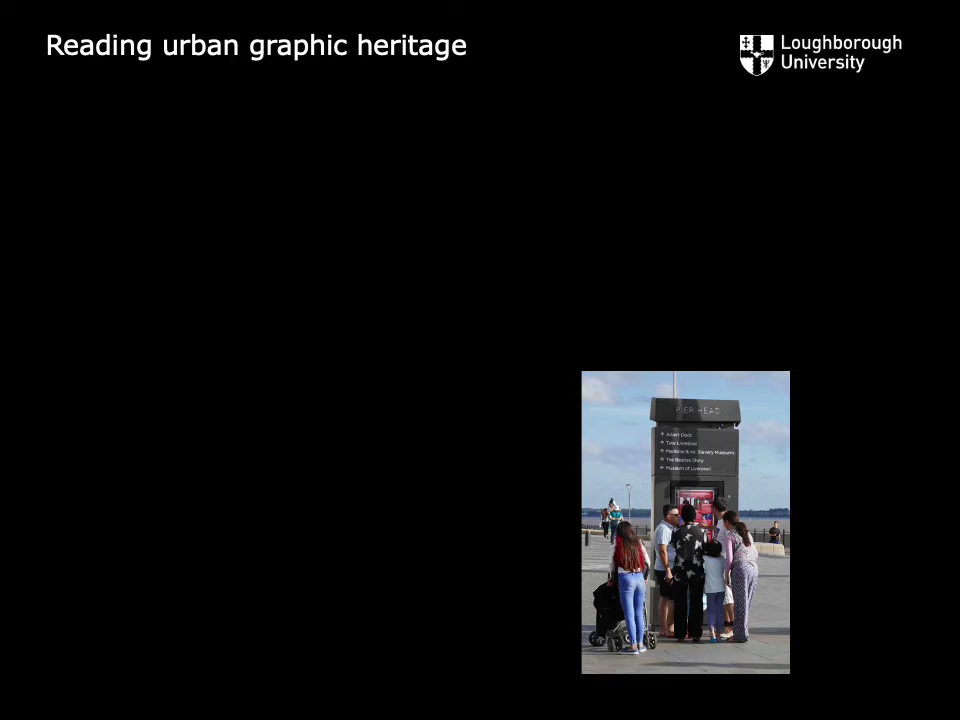 Reading urban graphic heritage
Loughborough
University
PIER HEAD
Albert Dock
Tate Liverpool
Maritime & Int. Slavery Museums
The Beatles Story
Museum of Liverpool